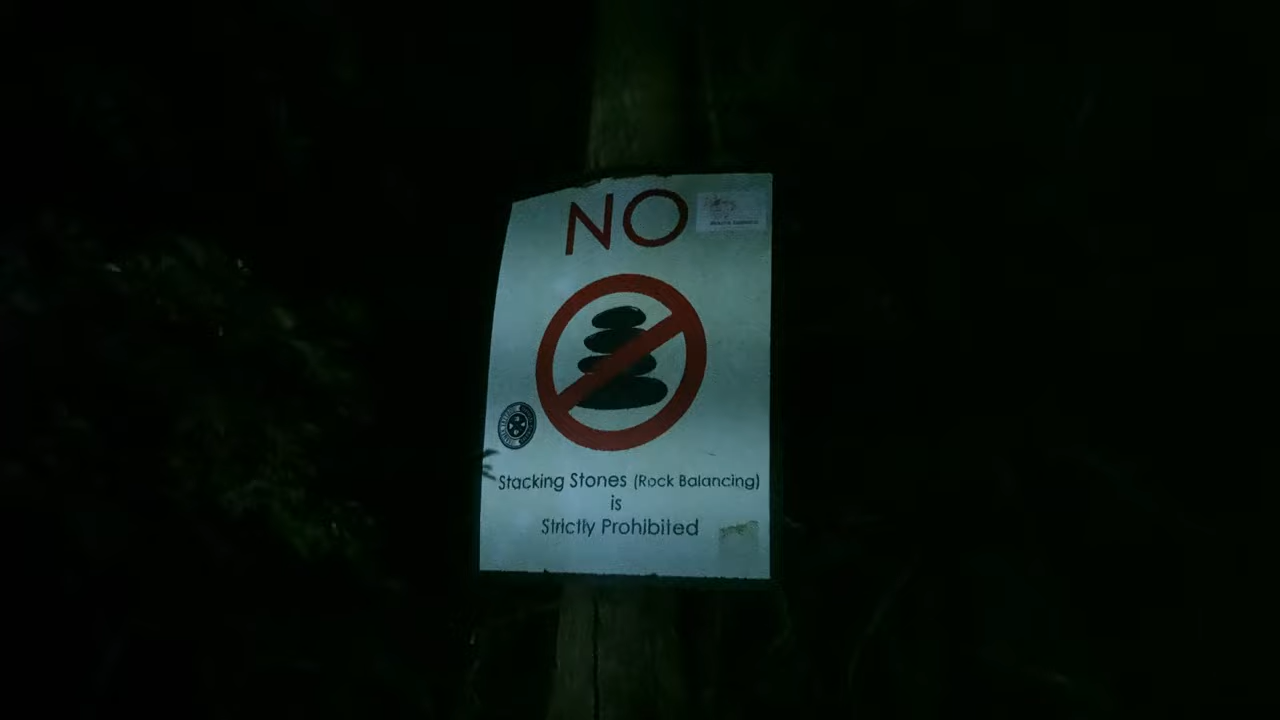 NO
Stacking Stones (Rock Balancing)
is
Strictly Prohibited